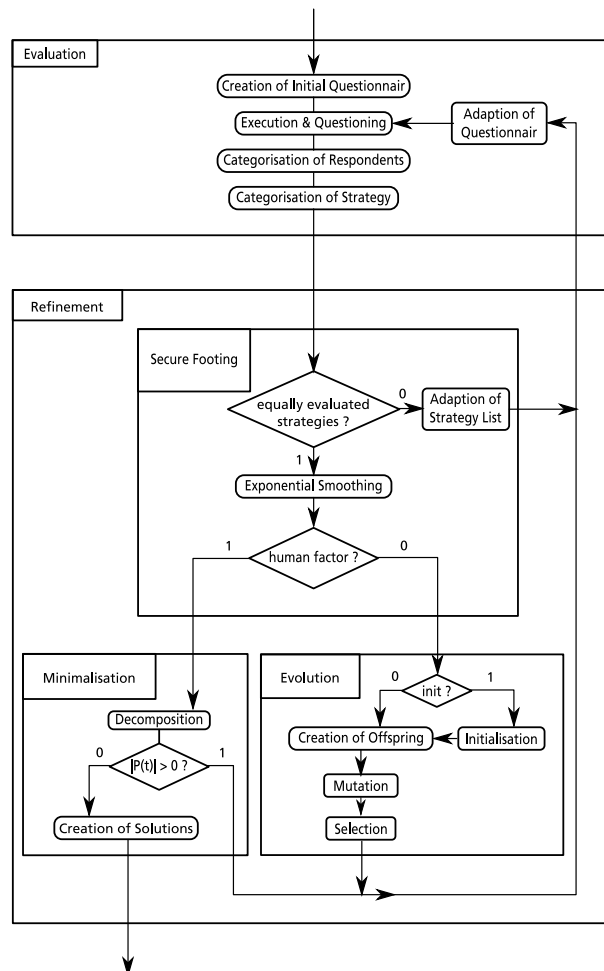 Evaluation
Creation of Initial Questionnair
Execution & Questioning
Adaption of
Questionnair
Categorisation of Respondents
Categorisation of Strategy
Refinement
Secure Footing
equally evaluated
strategies ?
0
Adaption of
Strategy List
1
Exponential Smoothing
human factor ?
1
0
Minimalisation
Decomposition
|P(t)| > 0 ?
0
1
Creation of Solutions
Evolution
init ?
0
1
Creation of Offspring
Initialisation
Mutation
Selection